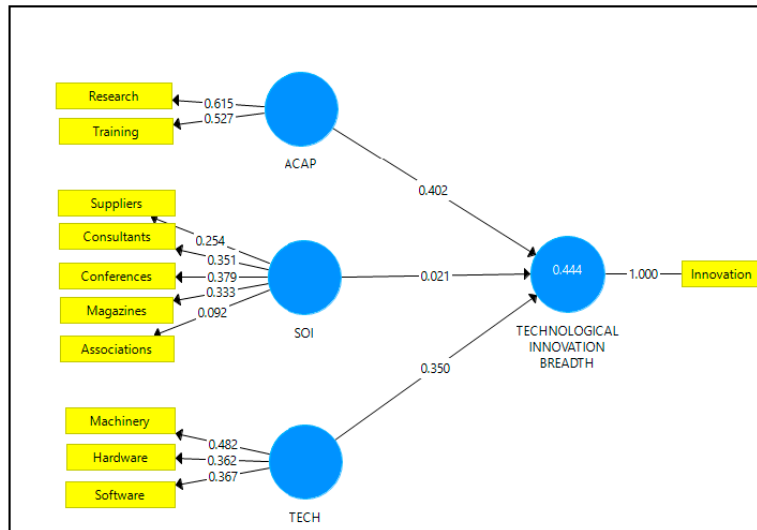 Research
0.615
Training
0.527
ACAP
0.402
Suppliers
0.254
Consultants
0.351
Conferences
0.379
Magazines
0.333
Associations
0.092
SOI
0.021
0.444
1.000
Innovation
TECHNOLOGICAL
INNOVATION
BREADTH
0.350
Machinery
0.482
Hardware
0.362
Software
0.367
TECH